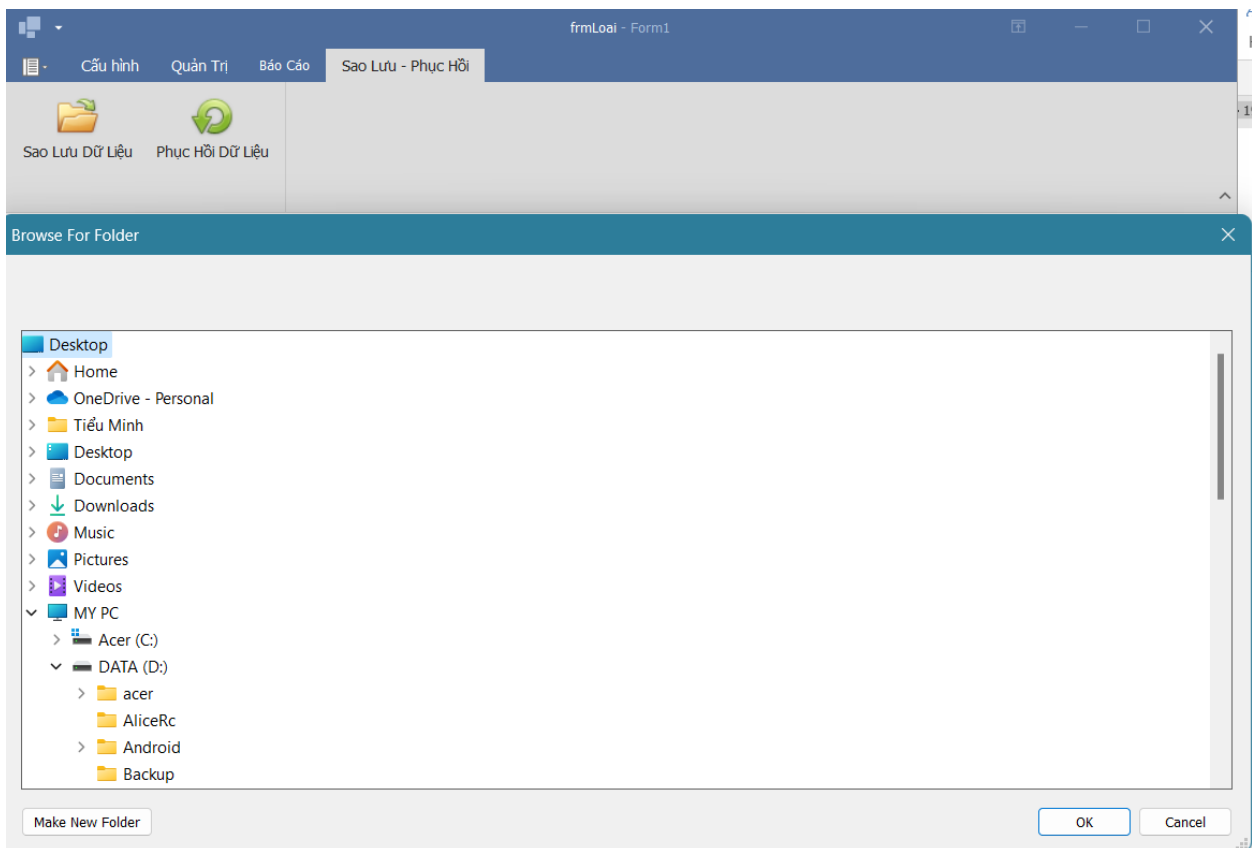 frmLoai - Form1
Cấu hình Quản Trị Báo Cáo Sao Lưu - Phục Hồi
Sao Lưu Dữ Liệu Phục Hồi Dữ Liệu
Browse For Folder
Desktop
Home
OneDrive - Personal
Tiểu Minh
Desktop
Documents
Downloads
Music
Pictures
Videos
MY PC
Acer (C:)
DATA (D:)
acer
AliceRc
Android
Backup
Make New Folder OK Cancel